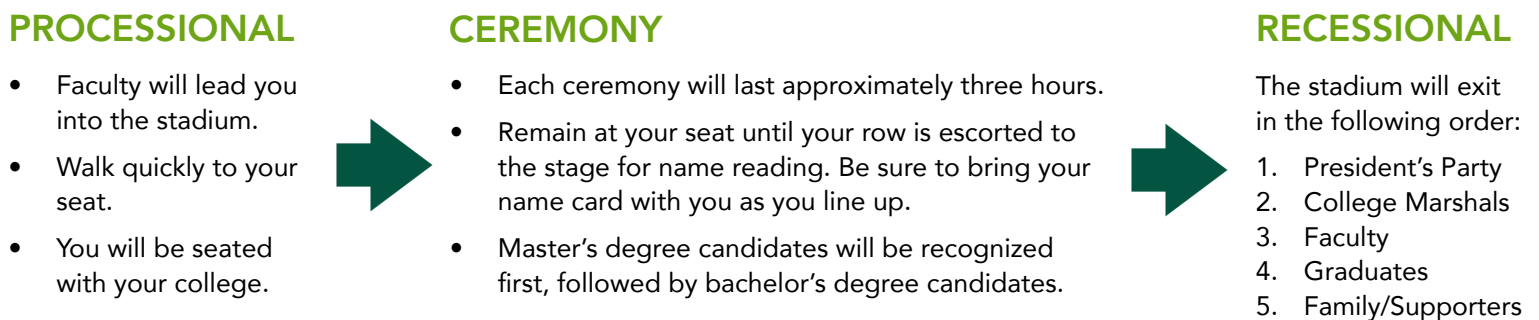 PROCESSIONAL
• Faculty will lead you
into the stadium.
• Walk quickly to your
seat.
• You will be seated
with your college.
CEREMONY
• Each ceremony will last approximately three hours.
• Remain at your seat until your row is escorted to
the stage for name reading. Be sure to bring your
name card with you as you line up.
• Master’s degree candidates will be recognized
first, followed by bachelor’s degree candidates.
RECESSIONAL
The stadium will exit
in the following order:
1. President’s Party
2. College Marshals
3. Faculty
4. Graduates
5. Family/Supporters